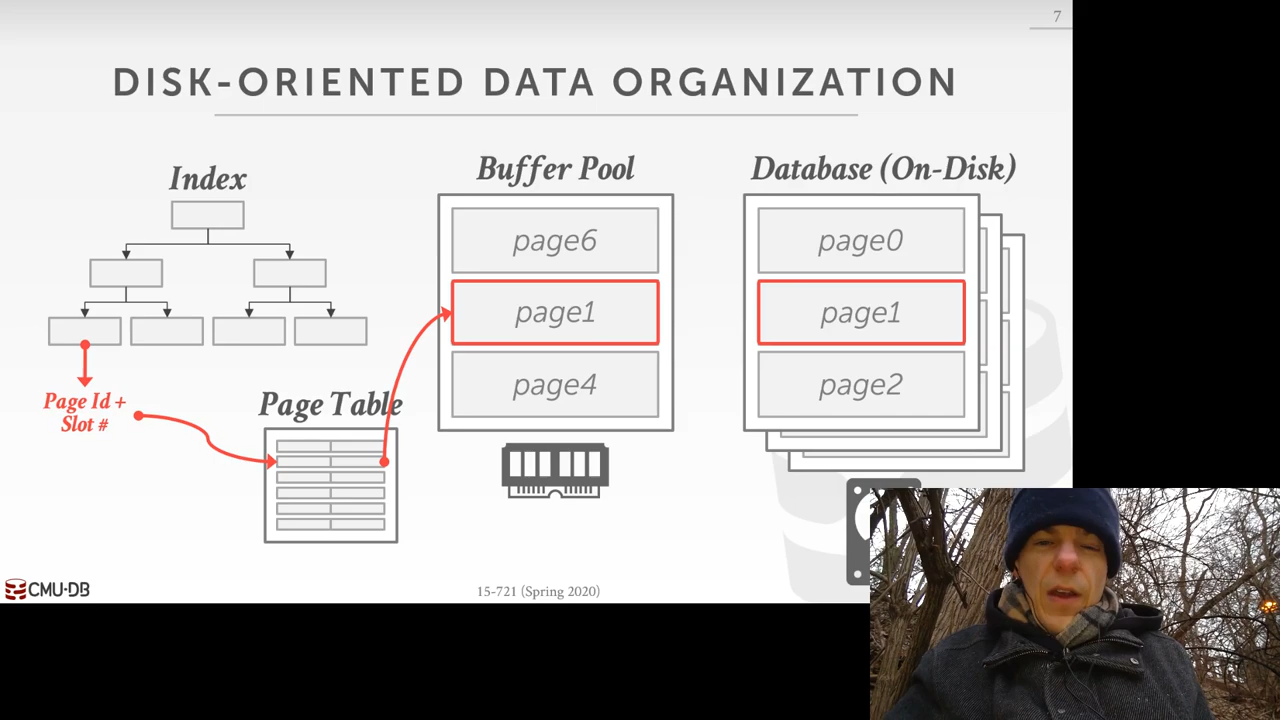 7
DISK-ORIENTED DATA ORGANIZATION
Index
Buffer Pool
Database (On-Disk)
page6
page0
page1
page1
page4
page2
Page Id +
Slot #
Page Table
CMU·DB
15-721 (Spring 2020)